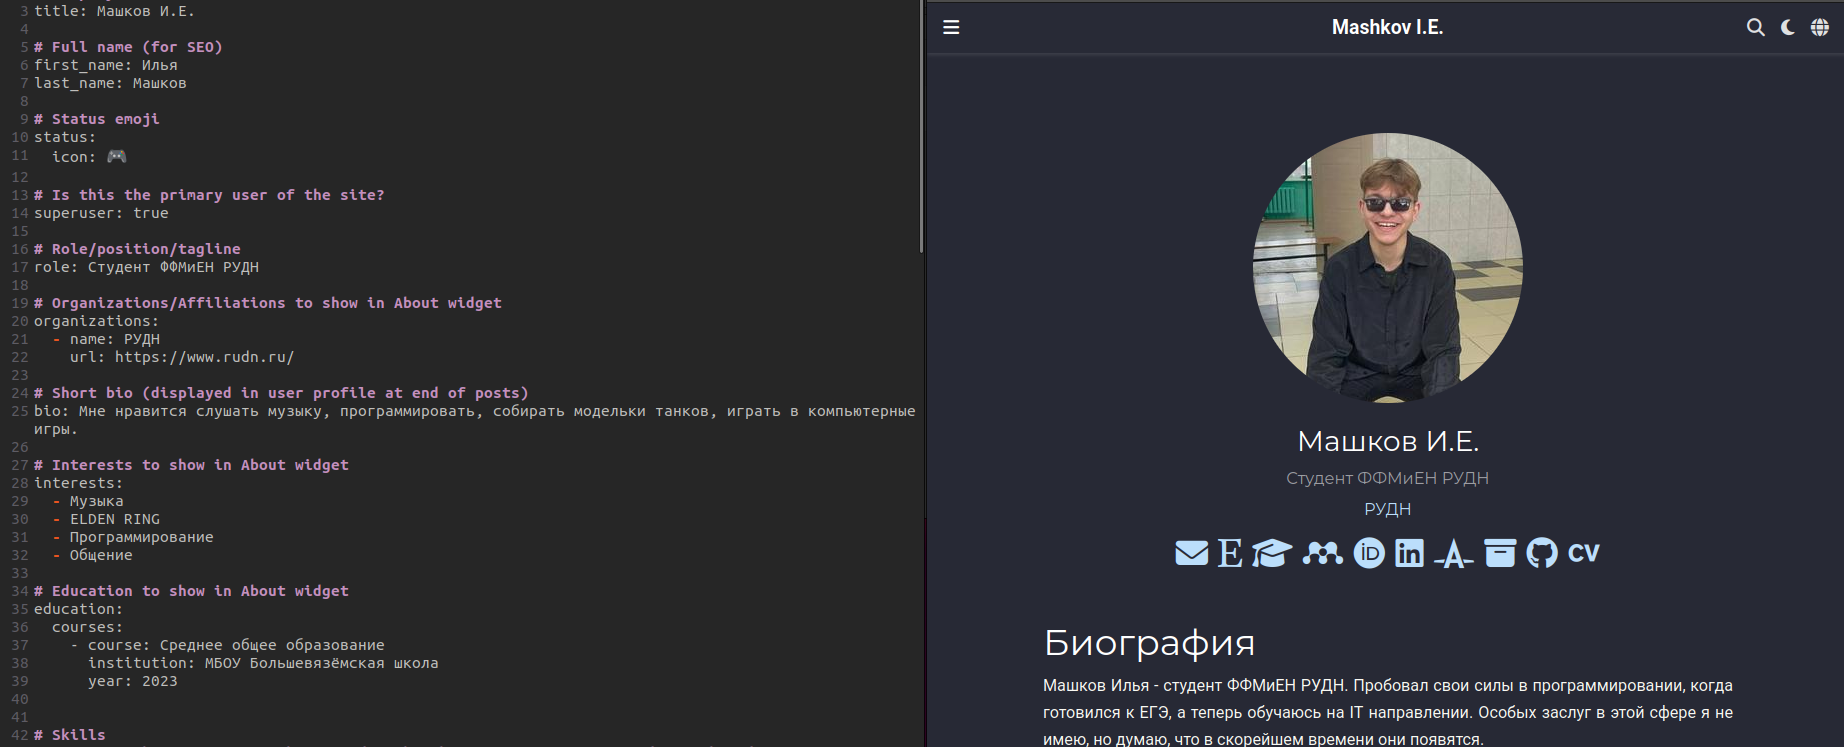 3 title: Машков И.Е.
4
5 # Full name (for SEO)
6 first_name: Илья
7 last_name: Машков
8
9 # Status emoji
10 status:
11   icon: 🎮
12
13 # Is this the primary user of the site?
14 superuser: true
15
16 # Role/position/tagline
17 role: Студент ФФМиЕН РУДН
18
19 # Organizations/Affiliations to show in About widget
20 organizations:
21   - name: РУДН
22     url: https://www.rudn.ru/
23
24 # Short bio (displayed in user profile at end of posts)
25 bio: Мне нравится слушать музыку, программировать, собирать модельки танков, играть в компьютерные
игры.
26
27 # Interests to show in About widget
28 interests:
29   - Музыка
30   - ELDEN RING
31   - Программирование
32   - Общение
33
34 # Education to show in About widget
35 education:
36   courses:
37     - course: Среднее общее образование
38       institution: МБОУ Большевязёмская школа
39       year: 2023
40
41
42 # Skills
Mashkov I.E.
Машков И.Е.
Студент ФФМиЕН РУДН
РУДН
E iD in CV
Биография
Машков Илья - студент ФФМиЕН РУДН. Пробовал свои силы в программировании, когда
готовился к ЕГЭ, а теперь обучаюсь на IT направлении. Особых заслуг в этой сфере я не
имею, но думаю, что в скорейшем времени они появятся.